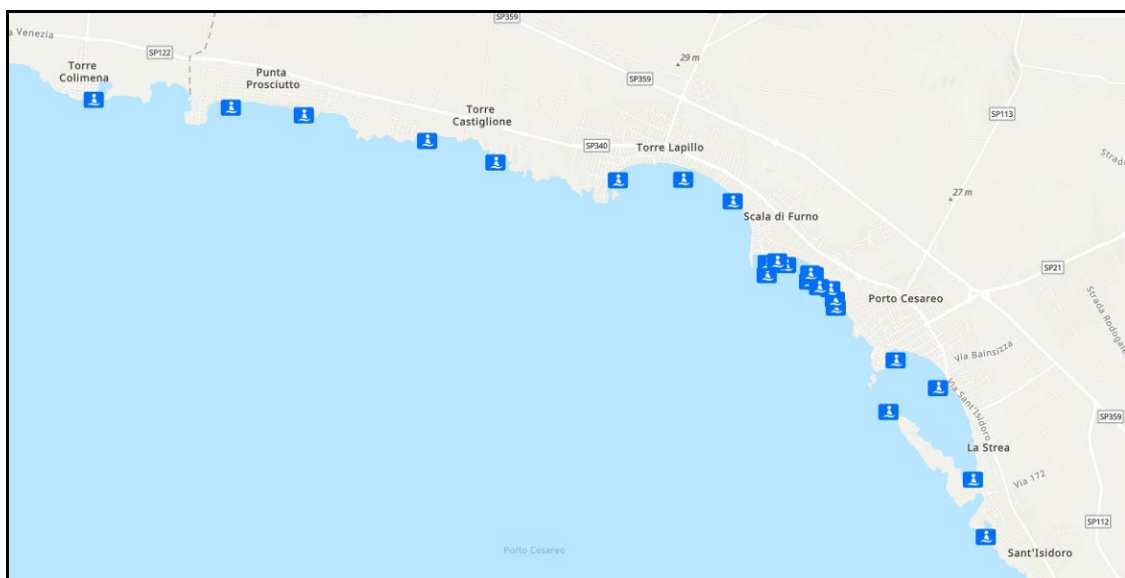 SP359
a Venezia
SP122
Torre
Colimena
Punta
Prosciutto
29 m
SP359
Torre
Castiglione
SP113
SP340
Torre Lapillo
Strada
27 m
Scala di Furno
SP21
Porto Cesareo
Strada Rodogale
Via Bainsizza
Via Sant'Isidoro
SP359
La Strea
Via 172
SP112
Porto Cesareo
Sant'Isidoro